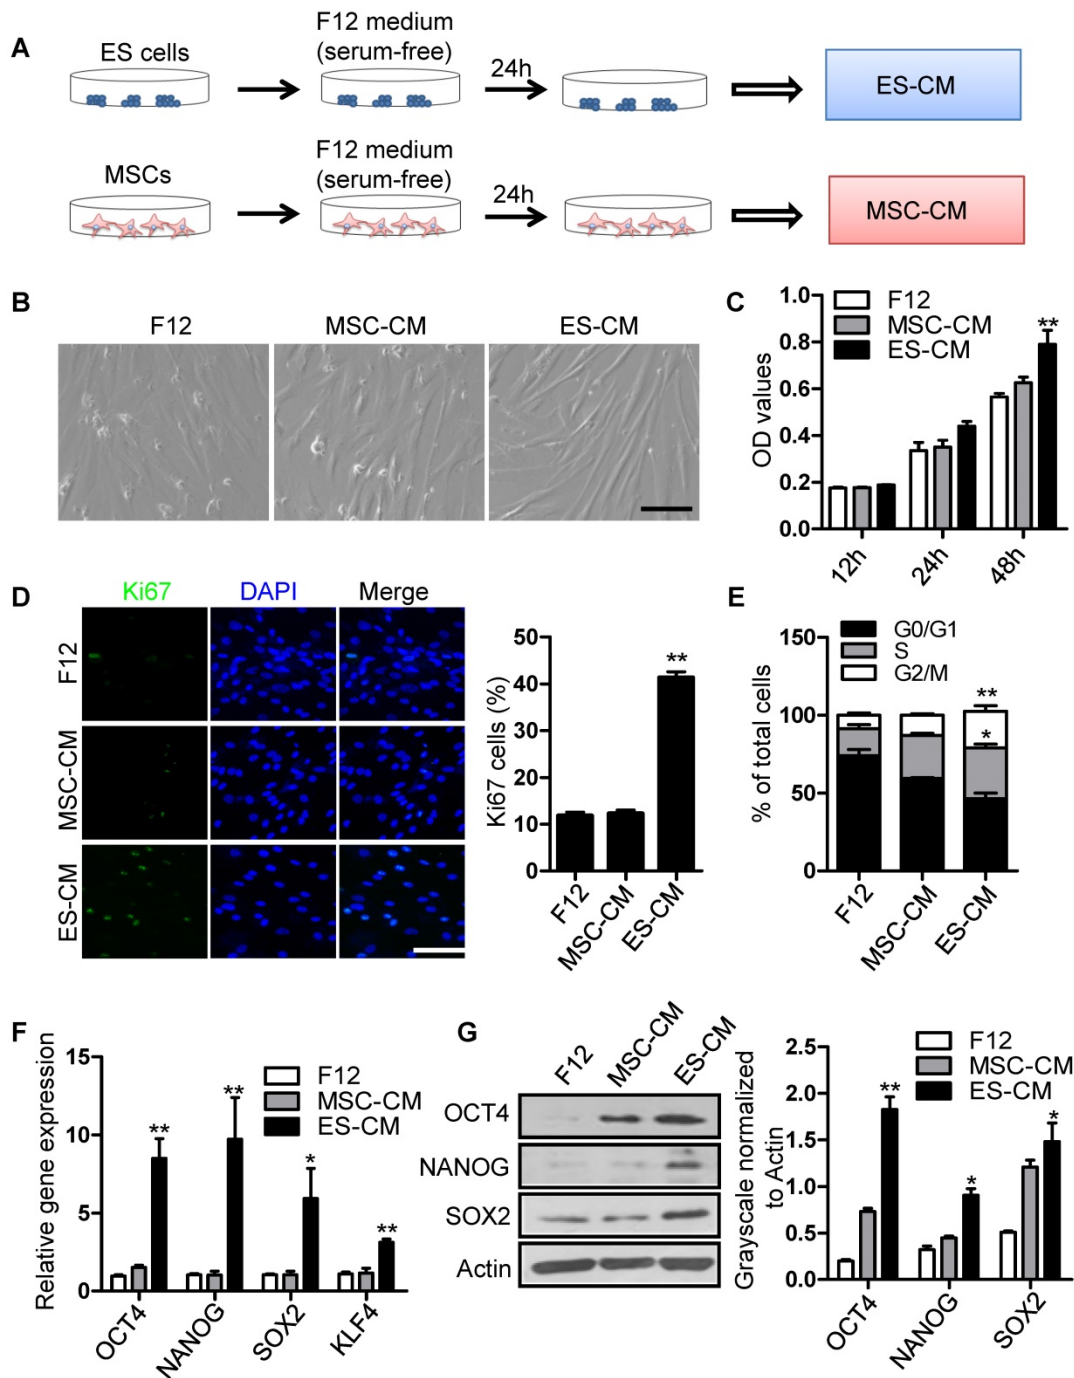 A
ES cells
F12 medium
(serum-free)
24h
ES-CM
MSCs
F12 medium
(serum-free)
24h
MSC-CM
B
F12
MSC-CM
ES-CM
C
1.0
0.8
0.6
0.4
0.2
0.0
OD values
F12
MSC-CM
ES-CM
**
12h
24h
48h
D
Ki67
DAPI
Merge
F12
MSC-CM
ES-CM
50
40
30
20
10
0
Ki67 cells (%)
**
F12
MSC-CM
ES-CM
E
150
100
50
0
% of total cells
G0/G1
S
G2/M
**
*
F12
MSC-CM
ES-CM
F
15
10
5
0
Relative gene expression
F12
MSC-CM
ES-CM
**
**
*
**
OCT4
NANOG
SOX2
KLF4
G
F12
MSC-CM
ES-CM
OCT4
NANOG
SOX2
Actin
2.5
2.0
1.5
1.0
0.5
0.0
Grayscale normalized
to Actin
F12
MSC-CM
ES-CM
**
*
*
OCT4
NANOG
SOX2